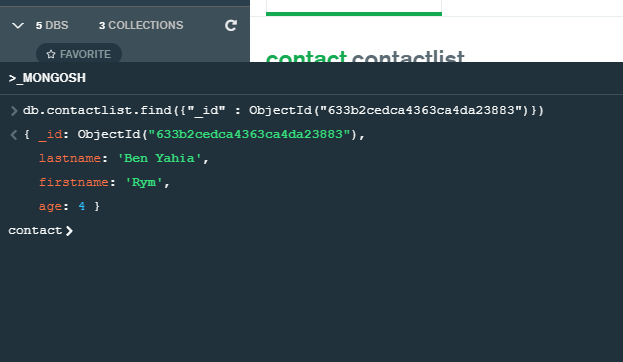 5 DBS 3 COLLECTIONS
FAVORITE
contact.contactlist
>_MONGOSH
> db.contactlist.find({"_id" : ObjectId("633b2cedca4363ca4da23883")})
< { _id: ObjectId("633b2cedca4363ca4da23883"),
lastname: 'Ben Yahia',
firstname: 'Rym',
age: 4 }
contact>